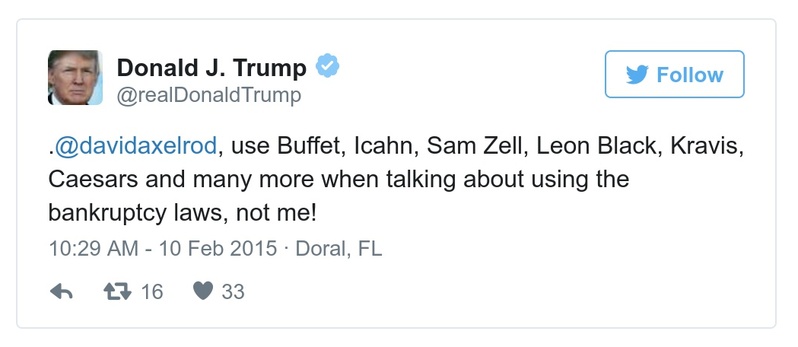 Donald J. Trump
@realDonaldTrump
Follow
.@davidaxelrod, use Buffet, Icahn, Sam Zell, Leon Black, Kravis,
Caesars and many more when talking about using the
bankruptcy laws, not me!
10:29 AM - 10 Feb 2015 · Doral, FL
16
33